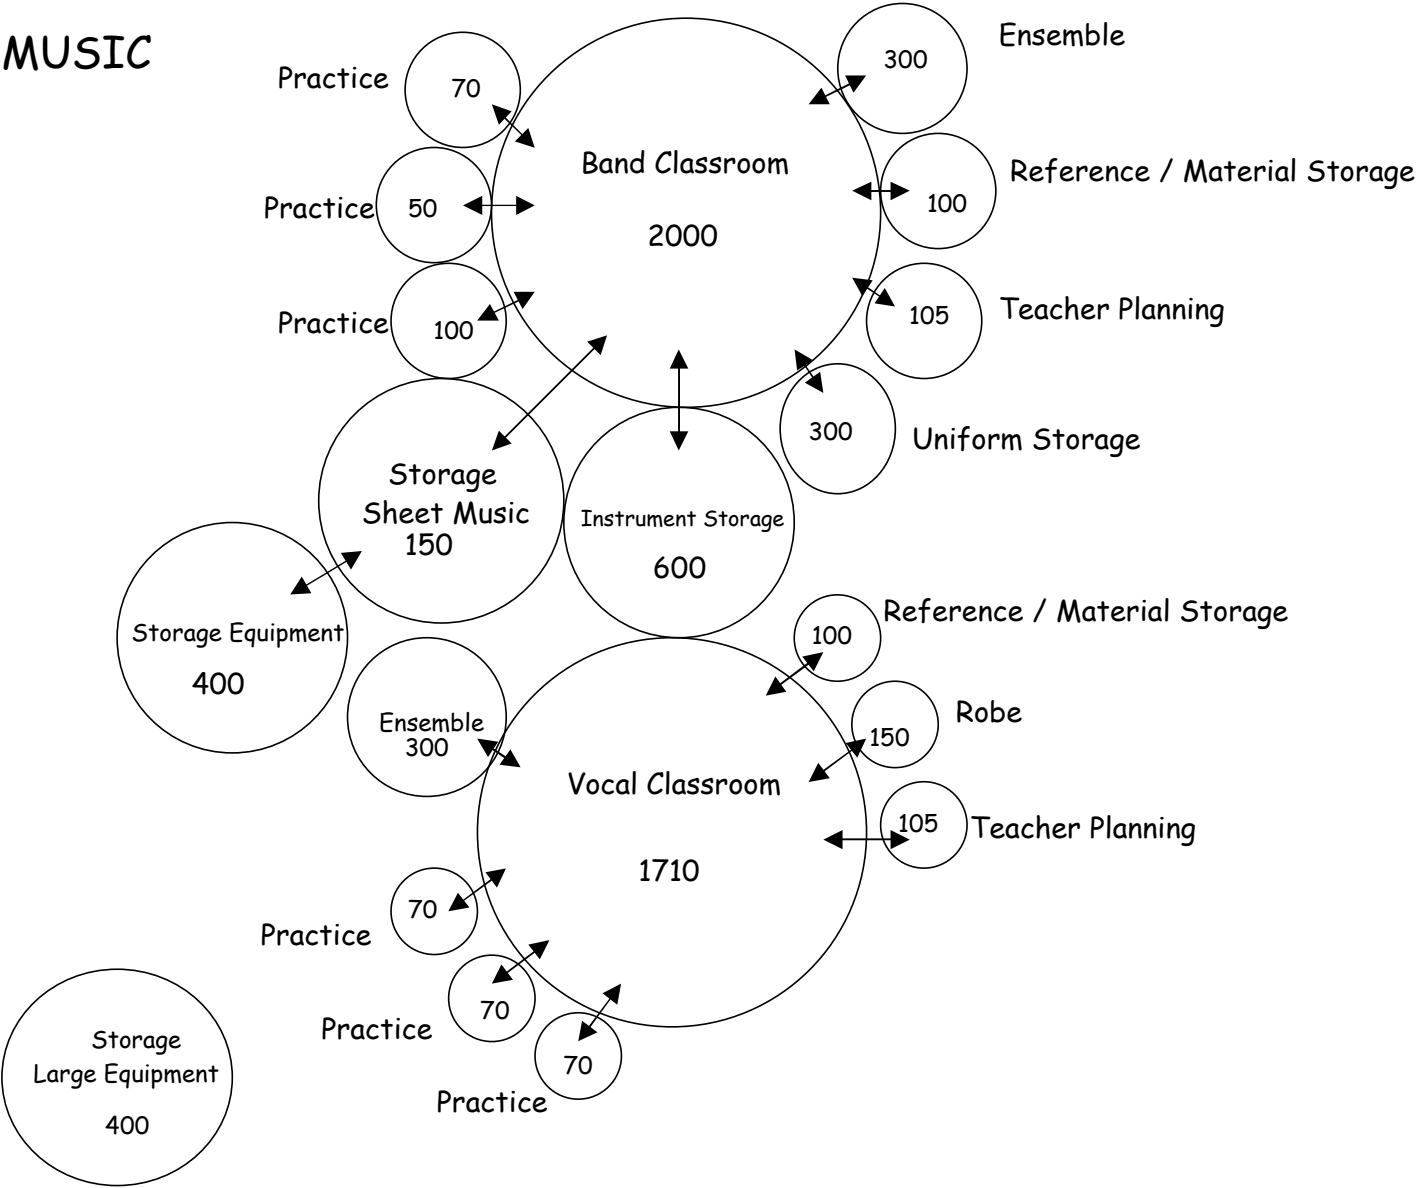 MUSIC
Ensemble
300
Practice
70
Band Classroom
2000
Reference / Material Storage
100
Practice
50
Practice
100
105
Teacher Planning
300
Uniform Storage
Storage
Sheet Music
150
Instrument Storage
600
Storage Equipment
400
Reference / Material Storage
100
Robe
150
Ensemble
300
Vocal Classroom
1710
105
Teacher Planning
70
Practice
70
Practice
70
Practice
Storage
Large Equipment
400